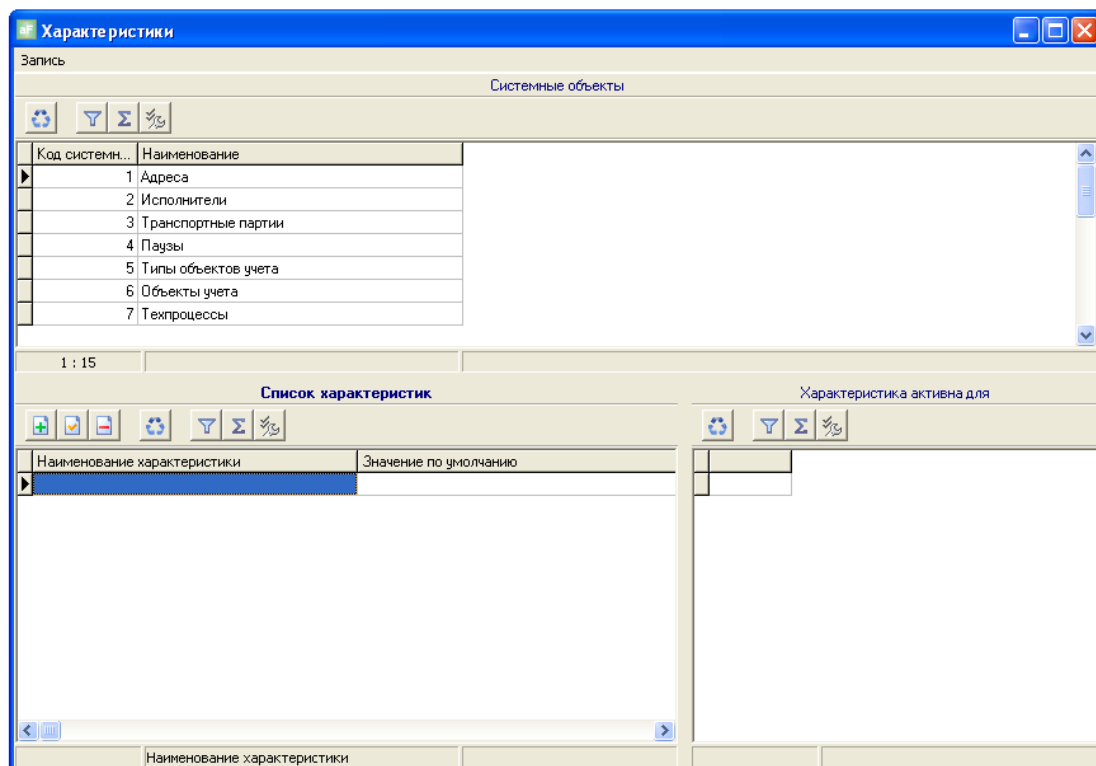 aF Характеристики
Запись
Системные объекты
Код системн... Наименование
1 Адреса
2 Исполнители
3 Транспортные партии
4 Паузы
5 Типы объектов учета
6 Объекты учета
7 Техпроцессы
1 : 15
Список характеристик
Характеристика активна для
Наименование характеристики Значение по умолчанию
Наименование характеристики